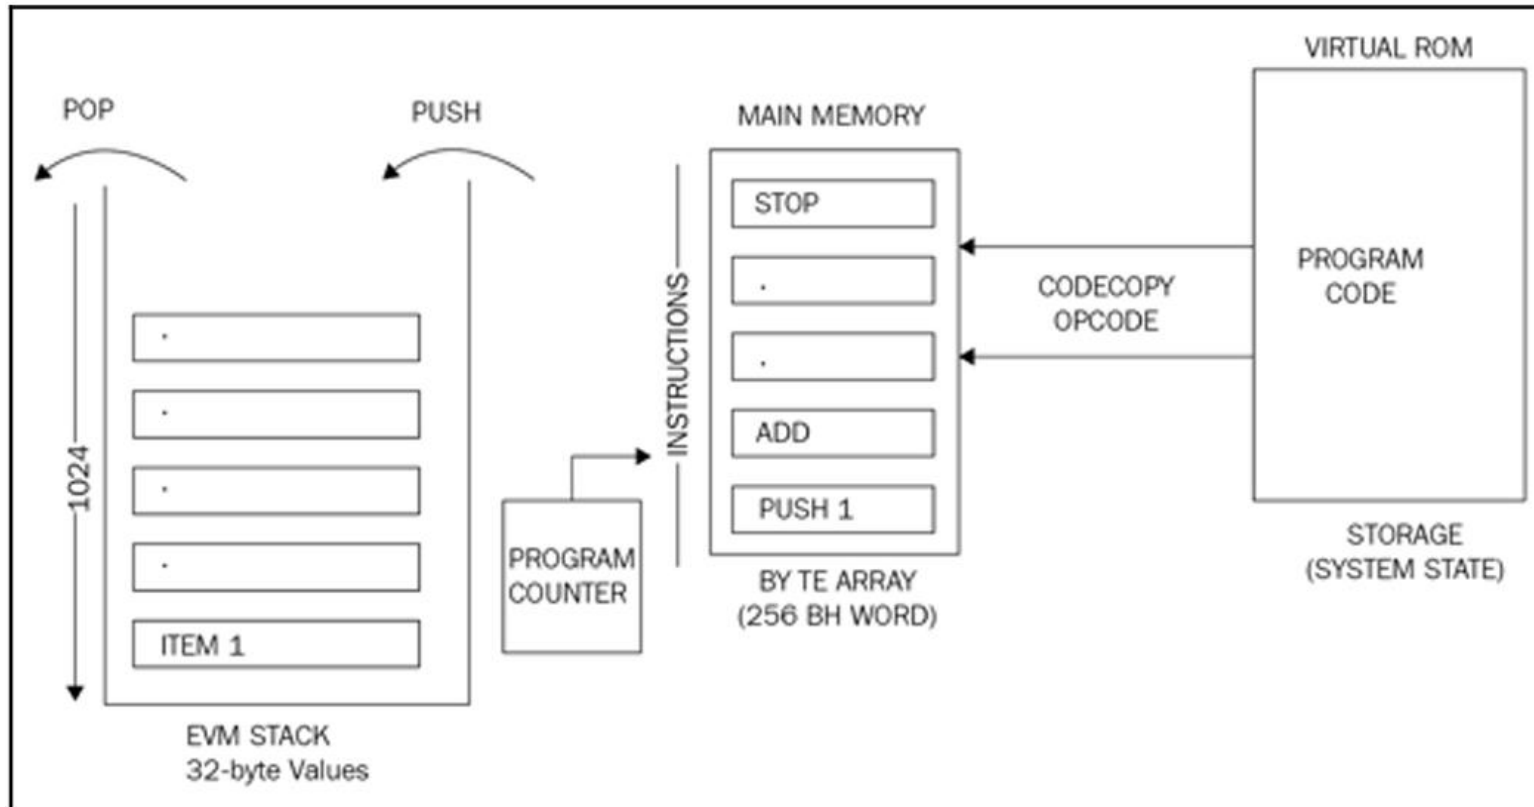 POP
PUSH
1024
.
.
.
.
ITEM 1
EVM STACK
32-byte Values
PROGRAM
COUNTER
INSTRUCTIONS
MAIN MEMORY
STOP
.
.
ADD
PUSH 1
BY TE ARRAY
(256 BH WORD)
CODECOPY
OPCODE
VIRTUAL ROM
PROGRAM
CODE
STORAGE
(SYSTEM STATE)